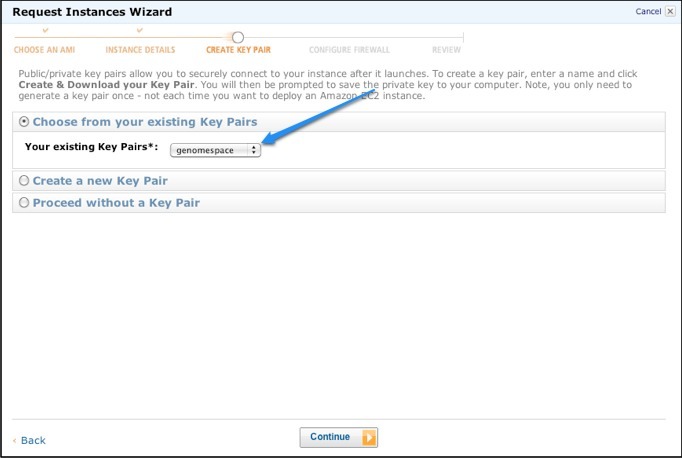 Request Instances Wizard
Cancel
CHOOSE AN AMI INSTANCE DETAILS CREATE KEY PAIR CONFIGURE FIREWALL REVIEW
Public/private key pairs allow you to securely connect to your instance after it launches. To create a key pair, enter a name and click
Create & Download your Key Pair. You will then be prompted to save the private key to your computer. Note, you only need to
generate a key pair once - not each time you want to deploy an Amazon EC2 instance.
Choose from your existing Key Pairs
Your existing Key Pairs*: genomespace
Create a new Key Pair
Proceed without a Key Pair
Back
Continue